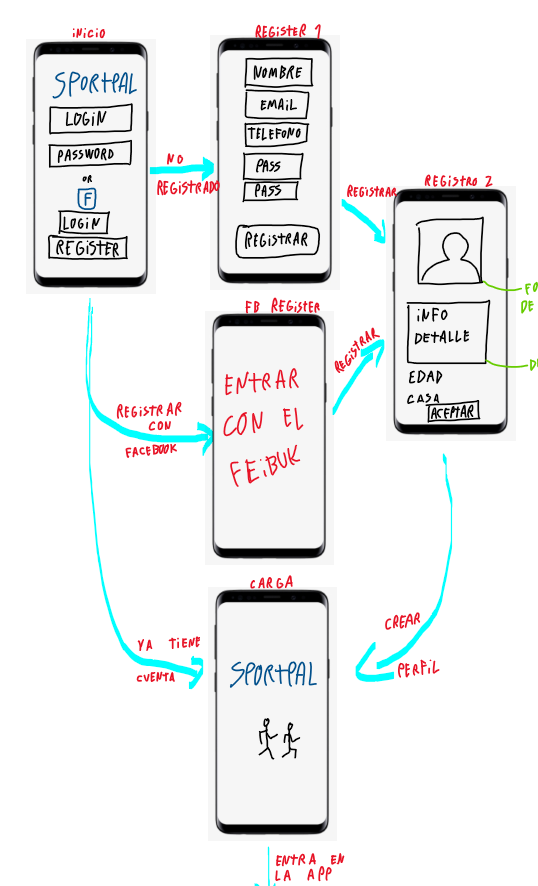 INICIO
SPORTPAL
LOGIN
PASSWORD
OR
F
LOGIN
REGISTER
NO
REGISTRADO
REGISTER 1
NOMBRE
EMAIL
TELEFONO
PASS
PASS
REGISTRAR
REGISTRAR
REGISTRO 2
INFO
DETALLE
EDAD
CASA
ACEPTAR
FO
DE
REGISTRAR
CON
FACEBOOK
FB REGISTER
ENTRAR
CON EL
FEIBUK
REGISTRAR
YA TIENE
CUENTA
CREAR
PERFIL
CARGA
SPORTPAL
ENTRA EN
LA APP